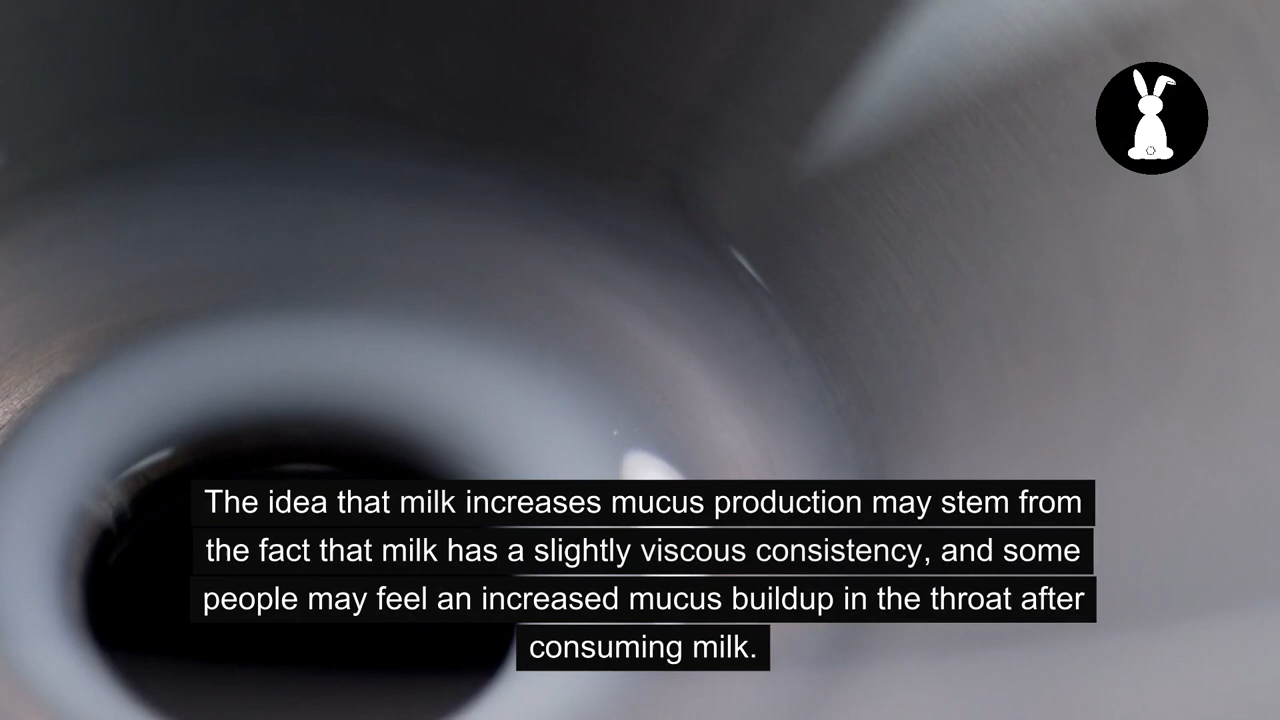 The idea that milk increases mucus production may stem from
the fact that milk has a slightly viscous consistency, and some
people may feel an increased mucus buildup in the throat after
consuming milk.